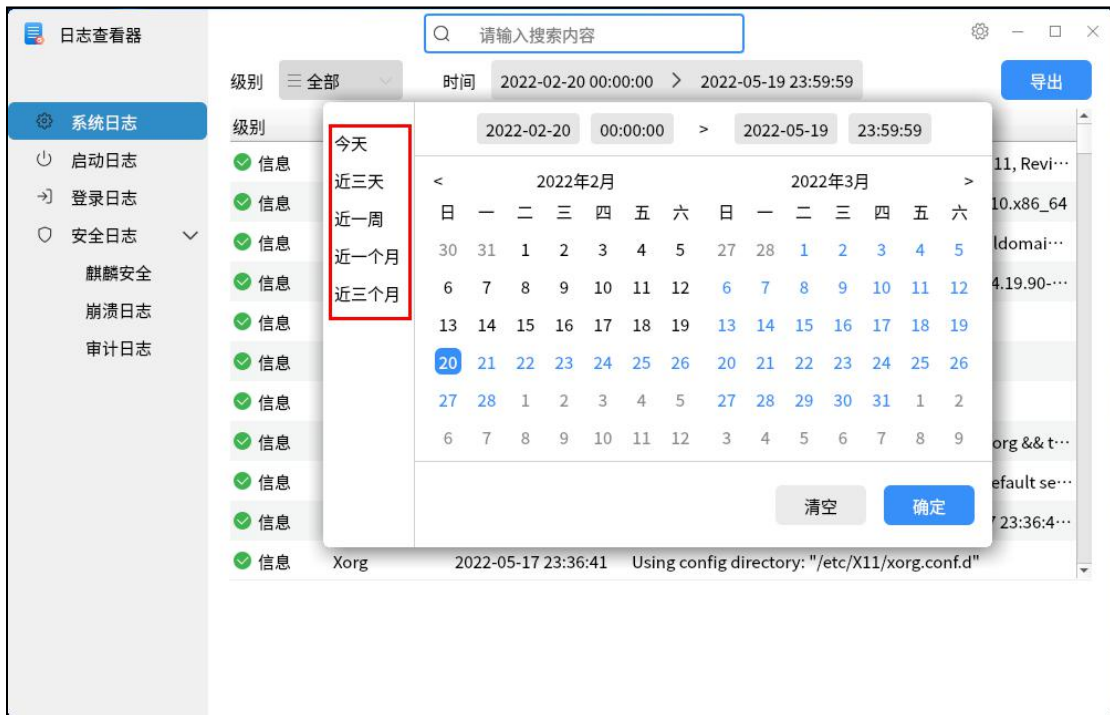 日志查看器
请输入搜索内容
级别 全部 时间 2022-02-20 00:00:00 > 2022-05-19 23:59:59 导出
系统日志
启动日志
登录日志
安全日志
麒麟安全
崩溃日志
审计日志
级别
今天
近三天
近一周
近一个月
近三个月
2022-02-20 00:00:00 > 2022-05-19 23:59:59
< 2022年2月 2022年3月 >
日 一 二 三 四 五 六 日 一 二 三 四 五 六
30 31 1 2 3 4 5 27 28 1 2 3 4 5
6 7 8 9 10 11 12 6 7 8 9 10 11 12
13 14 15 16 17 18 19 13 14 15 16 17 18 19
20 21 22 23 24 25 26 20 21 22 23 24 25 26
27 28 1 2 3 4 5 27 28 29 30 31 1 2
6 7 8 9 10 11 12 3 4 5 6 7 8 9
清空 确定
信息 11, Revi···
信息 10.x86_64
信息 ldomai···
信息 4.19.90-···
信息
信息
信息
信息 org && t···
信息 efault se···
信息 23:36:4···
信息 Xorg 2022-05-17 23:36:41 Using config directory: "/etc/X11/xorg.conf.d"